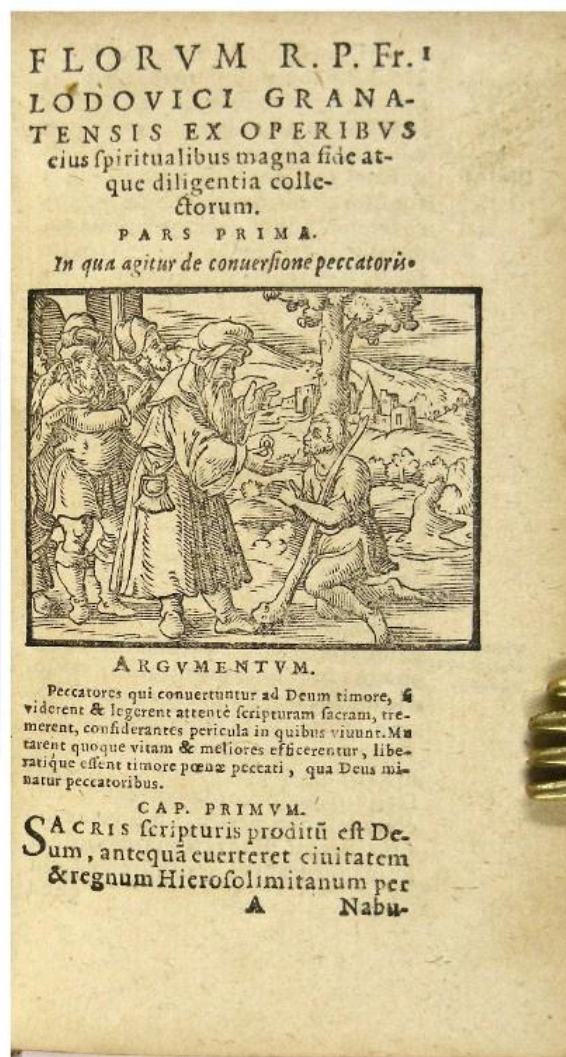 FLORVM R. P. Fr. 1
LODOVICI GRANA-
TENSIS EX OPERIBVS
eius ſpiritualibus magna fide at-
que diligentia colle-
ctorum.
PARS PRIMA.
In qua agitur de conuerſione peccatoris.
ARGVMENTVM.
Peccatores qui conuertuntur ad Deum timore, ſi
viderent & legerent attentè ſcripturam ſacram, tre-
merent, conſiderantes pericula in quibus viuunt. Mu
tarent quoque vitam & meliores efficerentur, libe-
ratique eſſent timore pœnæ peccati, qua Deus mi-
natur peccatoribus.
CAP. PRIMVM.
SACRIS ſcripturis proditũ eſt De-
um, antequã euerteret ciuitatem
& regnum Hieroſolimitanum per
A Nabu-